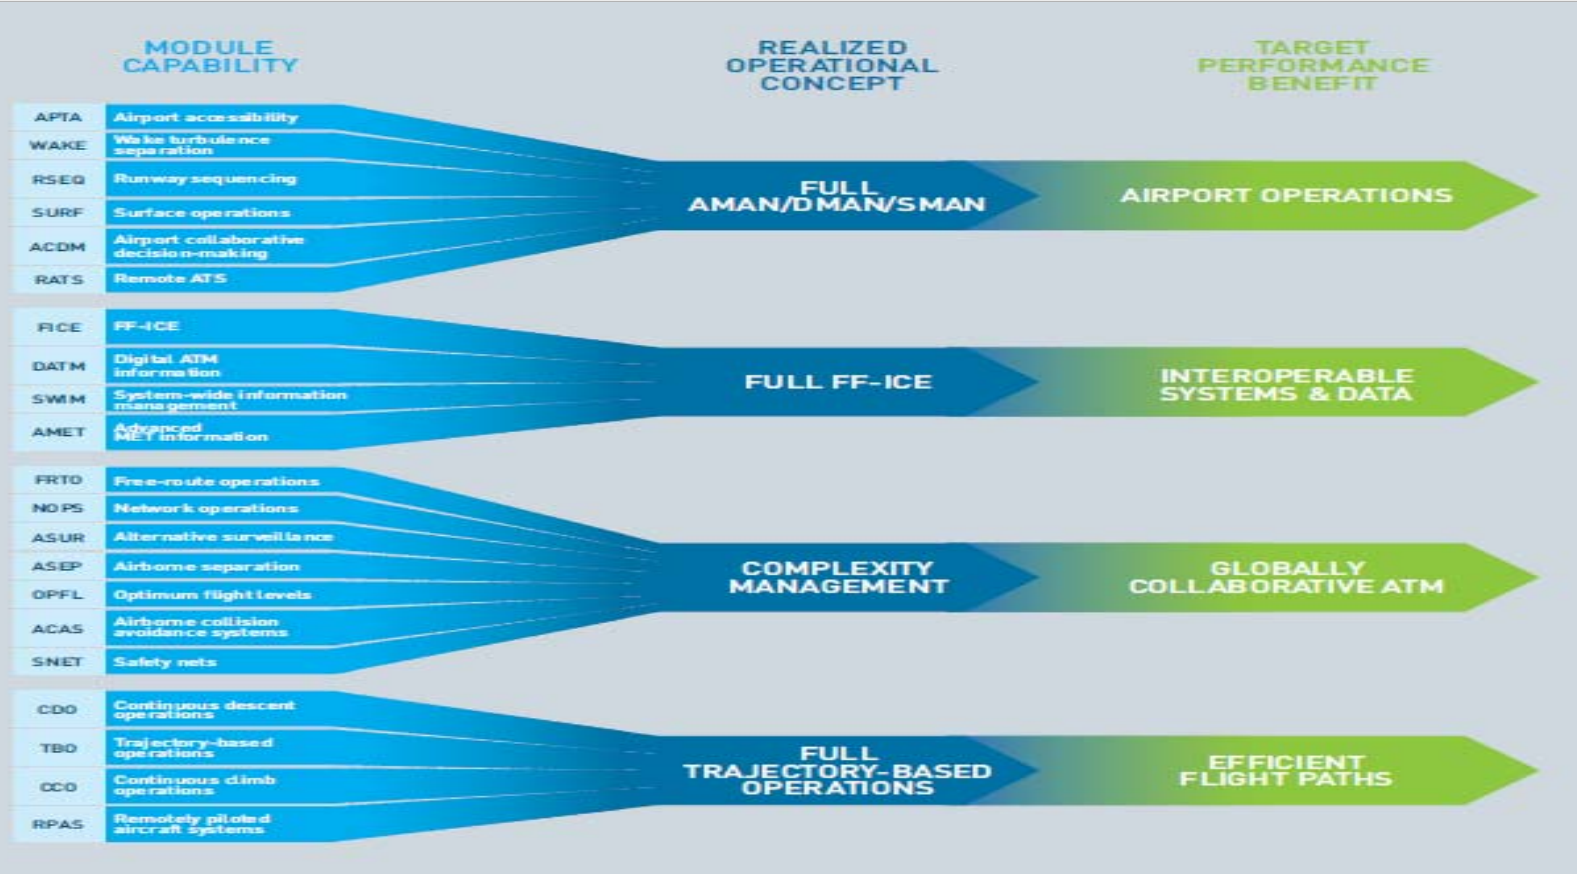 MODULE
CAPABILITY
REALIZED
OPERATIONAL
CONCEPT
TARGET
PERFORMANCE
BENEFIT
APTA Airport accessibility
WAKE Wake turbulence
separation
RSEQ Runway sequencing
SURF Surface operations
ACDM Airport collaborative
decision-making
RATS Remote ATS
FULL
AMAN/DMAN/SMAN
AIRPORT OPERATIONS
FICE FF-ICE
DATM Digital ATM
information
SWIM System-wide information
management
AMET Advanced
MET information
FULL FF-ICE
INTEROPERABLE
SYSTEMS & DATA
FRTO Free-route operations
NOPS Network operations
ASUR Alternative surveillance
ASEP Airborne separation
OPFL Optimum flight levels
ACAS Airborne collision
avoidance systems
SNET Safety nets
COMPLEXITY
MANAGEMENT
GLOBALLY
COLLABORATIVE ATM
CDO Continuous descent
operations
TBO Trajectory-based
operations
CCO Continuous climb
operations
RPAS Remotely piloted
aircraft systems
FULL
TRAJECTORY-BASED
OPERATIONS
EFFICIENT
FLIGHT PATHS